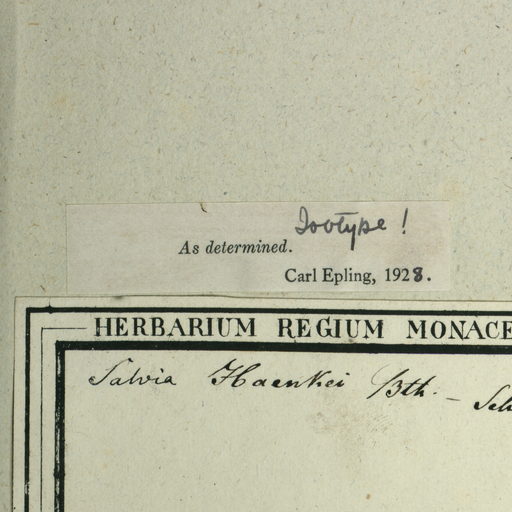 Isotype !
As determined.
Carl Epling, 1928.
HERBARIUM REGIUM MONACE
Salvia Haenkei Bth. –